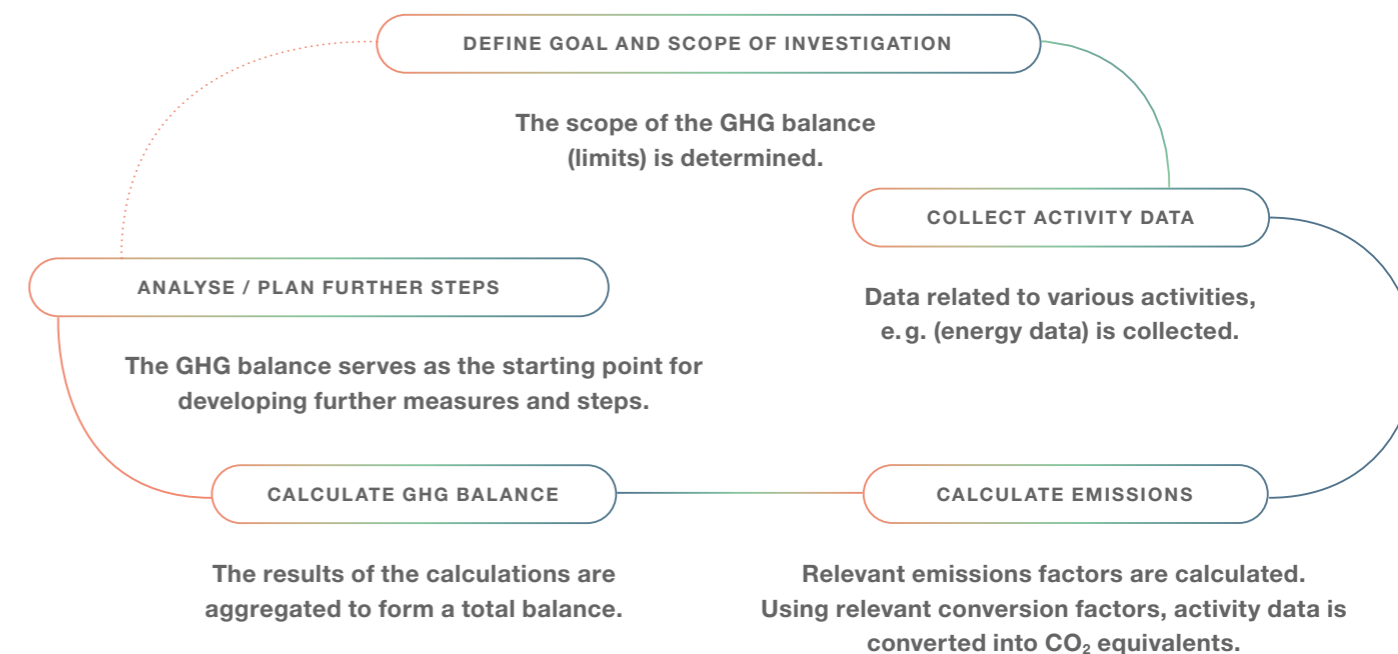 DEFINE GOAL AND SCOPE OF INVESTIGATION
The scope of the GHG balance
(limits) is determined.
COLLECT ACTIVITY DATA
Data related to various activities,
e. g. (energy data) is collected.
ANALYSE / PLAN FURTHER STEPS
The GHG balance serves as the starting point for
developing further measures and steps.
CALCULATE GHG BALANCE
The results of the calculations are
aggregated to form a total balance.
CALCULATE EMISSIONS
Relevant emissions factors are calculated.
Using relevant conversion factors, activity data is
converted into CO₂ equivalents.